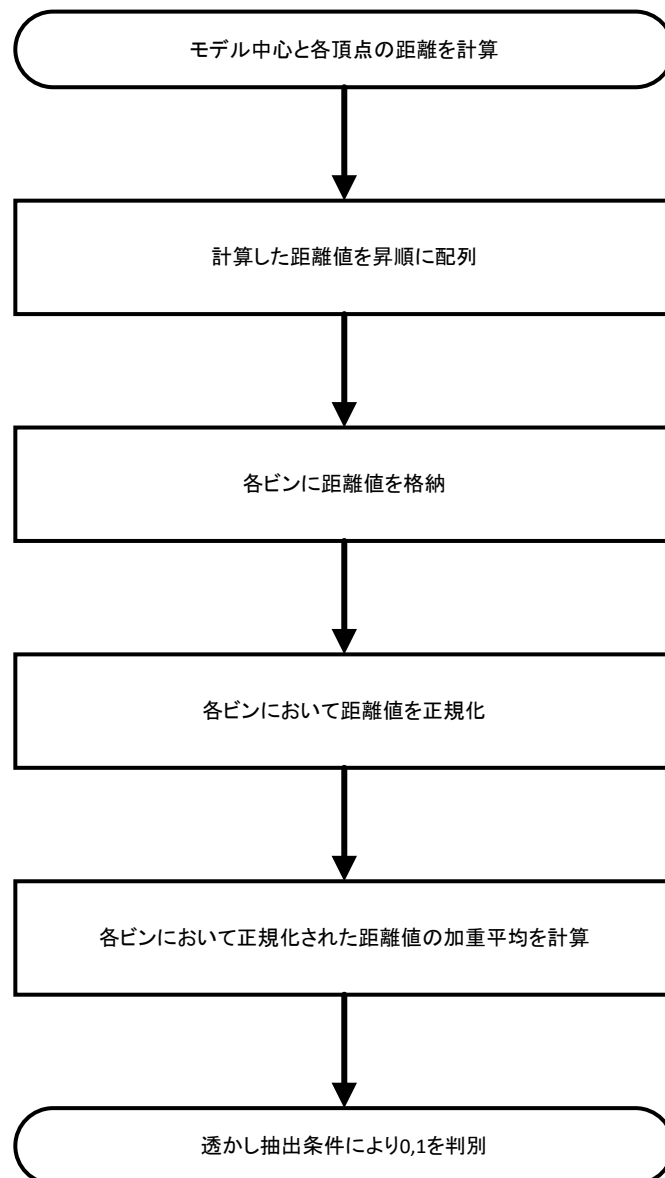 モデル中心と各頂点の距離を計算
計算した距離値を昇順に配列
各ビンに距離値を格納
各ビンにおいて距離値を正規化
各ビンにおいて正規化された距離値の加重平均を計算
透かし抽出条件により0,1を判別